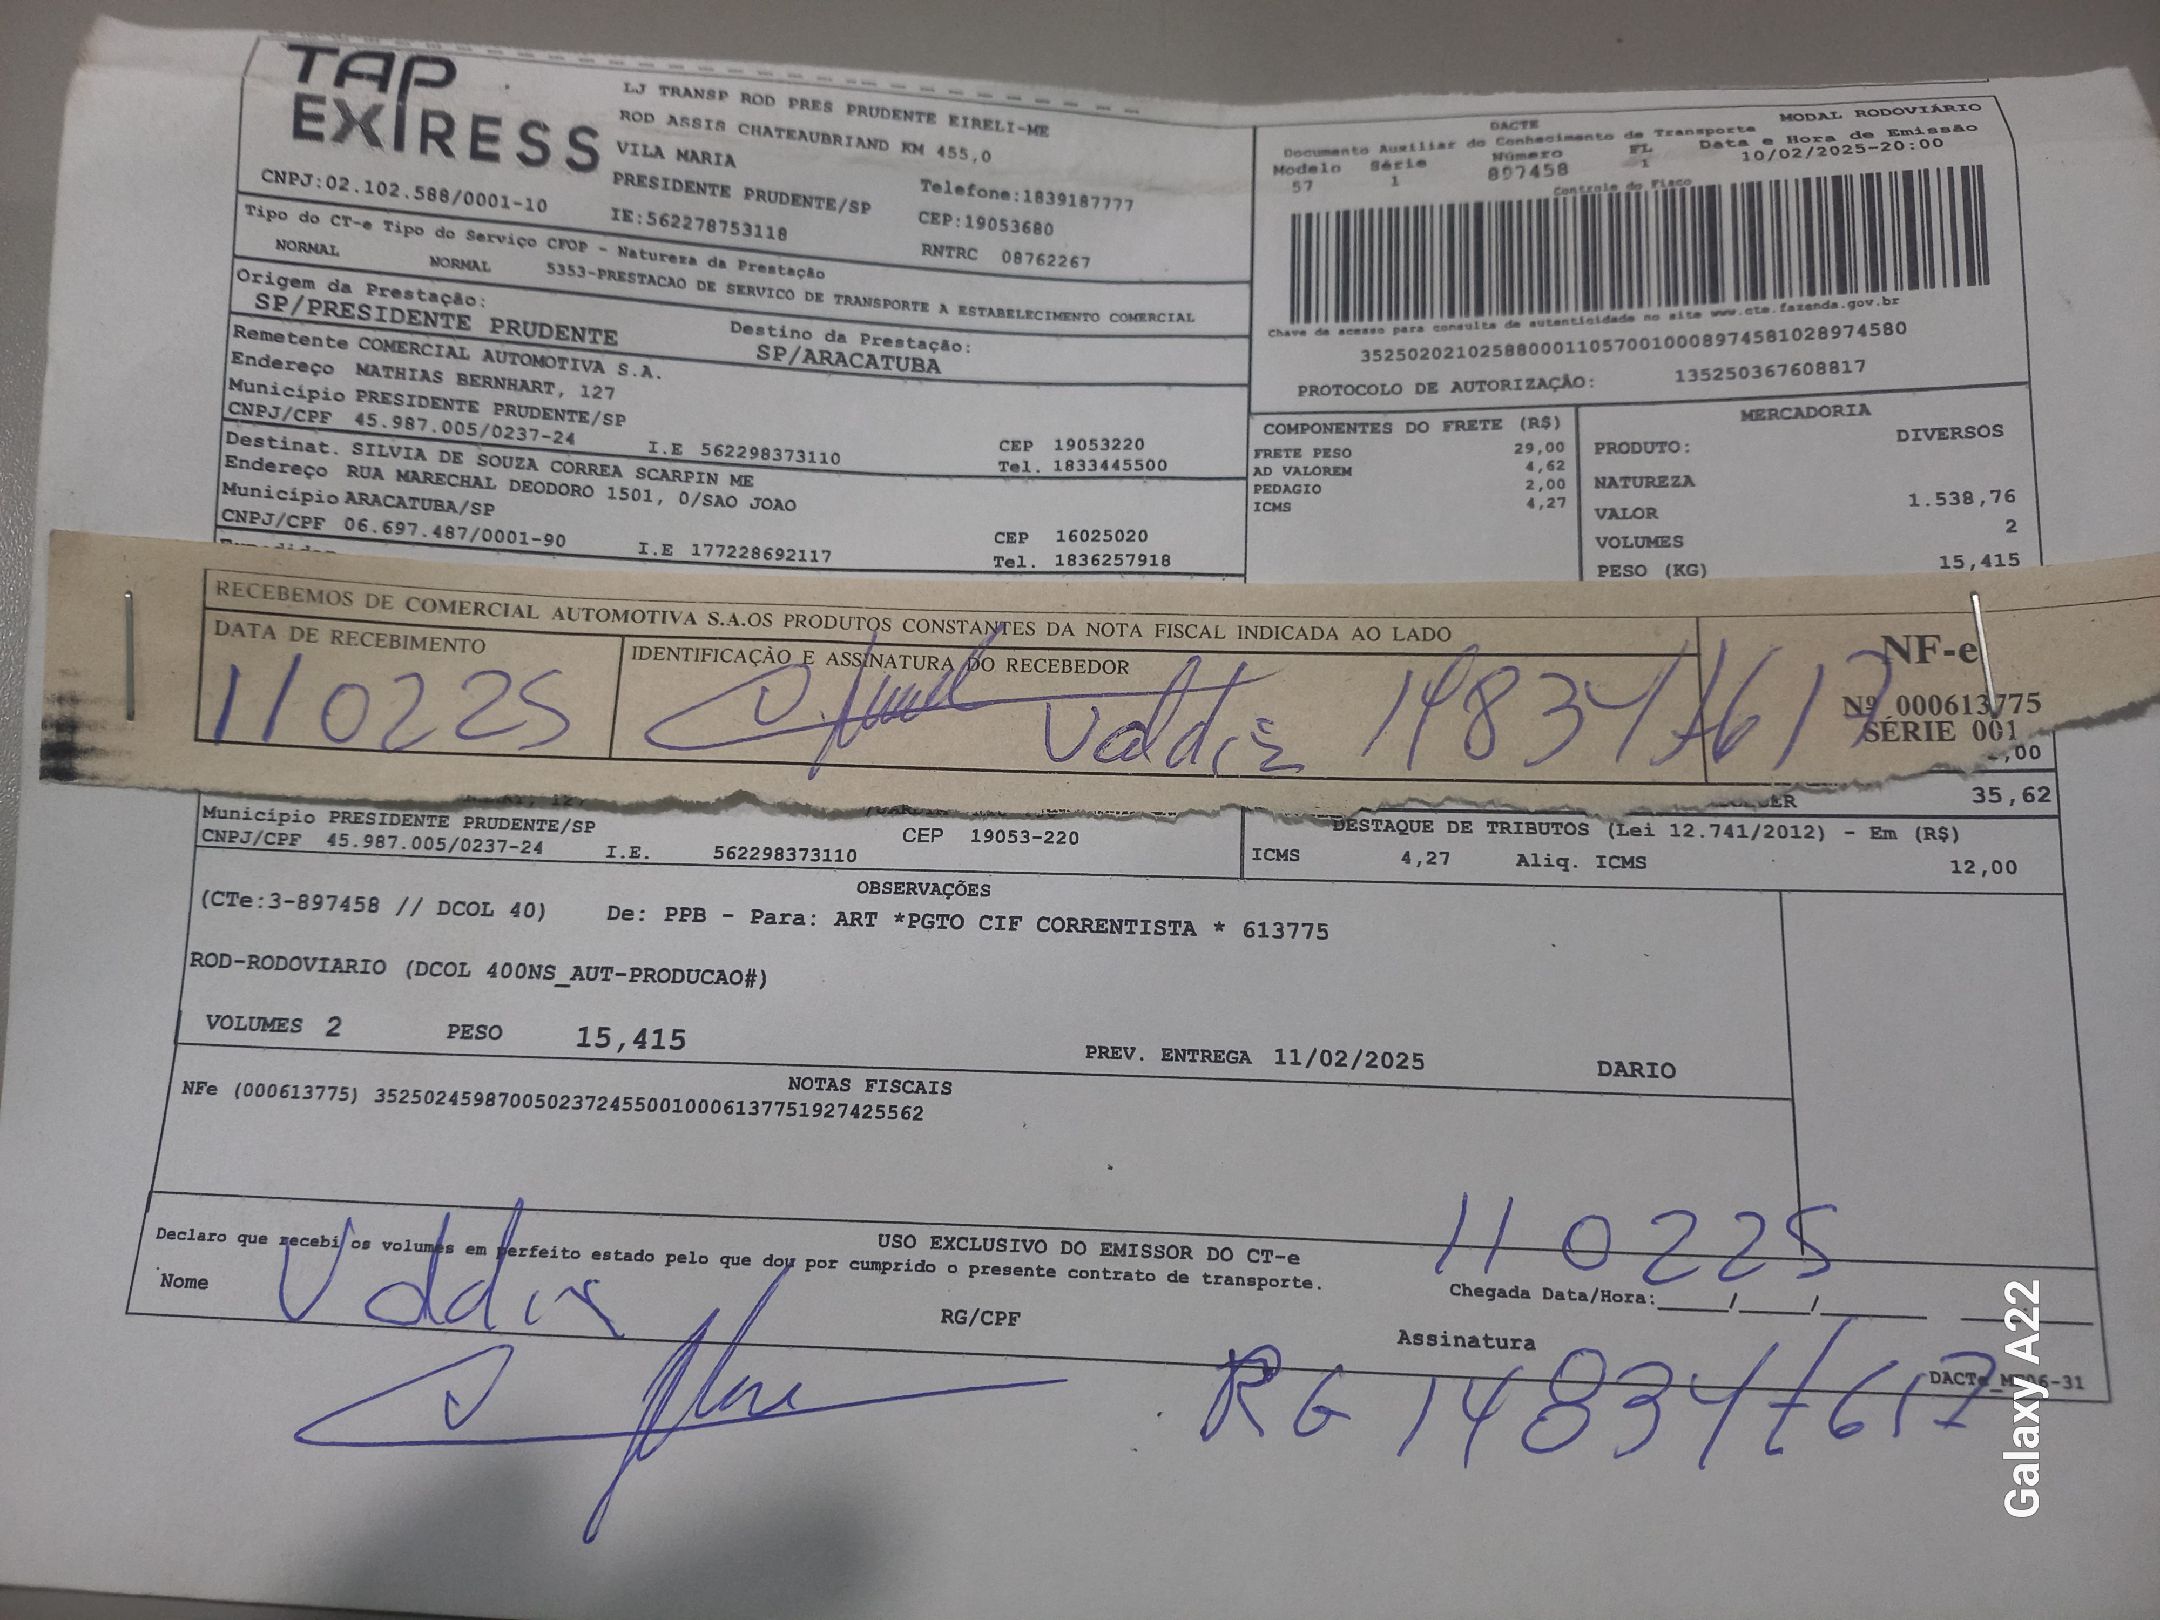 TAP EXPRESS
LJ TRANSP ROD PRES PRUDENTE EIRELI-ME
ROD ASSIS CHATEAUBRIAND KM 455,0
VILA MARIA
PRESIDENTE PRUDENTE/SP Telefone:1839187777
CNPJ:02.102.588/0001-10 IE:562278753118 CEP:19053680
RNTRC 08762267
Tipo do CT-e Tipo do Serviço CFOP - Natureza da Prestação
NORMAL NORMAL 5353-PRESTACAO DE SERVICO DE TRANSPORTE A ESTABELECIMENTO COMERCIAL
Origem da Prestação: Destino da Prestação:
SP/PRESIDENTE PRUDENTE SP/ARACATUBA
Remetente COMERCIAL AUTOMOTIVA S.A.
Endereço MATHIAS BERNHART, 127
Município PRESIDENTE PRUDENTE/SP CEP 19053220
CNPJ/CPF 45.987.005/0237-24 I.E 562298373110 Tel. 1833445500
Destinat. SILVIA DE SOUZA CORREA SCARPIN ME
Endereço RUA MARECHAL DEODORO 1501, 0/SAO JOAO
Município ARACATUBA/SP CEP 16025020
CNPJ/CPF 06.697.487/0001-90 I.E 177228692117 Tel. 1836257918
DACTE MODAL RODOVIÁRIO
Documento Auxiliar do Conhecimento de Transporte Data e Hora de Emissão
Modelo Série Número FL 10/02/2025-20:00
57 1 897458 1
Controle do Fisco
Chave de acesso para consulta de autenticidade no site www.cte.fazenda.gov.br
35250202102588000110570010008974581028974580
PROTOCOLO DE AUTORIZAÇÃO: 135250367608817
COMPONENTES DO FRETE (R$)
FRETE PESO 29,00
AD VALOREM 4,62
PEDAGIO 2,00
ICMS 4,27
MERCADORIA
PRODUTO: DIVERSOS
NATUREZA
VALOR 1.538,76
VOLUMES 2
PESO (KG) 15,415
RECEBEMOS DE COMERCIAL AUTOMOTIVA S.A.OS PRODUTOS CONSTANTES DA NOTA FISCAL INDICADA AO LADO
DATA DE RECEBIMENTO IDENTIFICAÇÃO E ASSINATURA DO RECEBEDOR
110225 148347617
NF-e
Nº 000613775
SÉRIE 001
,00
35,62
Município PRESIDENTE PRUDENTE/SP CEP 19053-220
CNPJ/CPF 45.987.005/0237-24 I.E. 562298373110
DESTAQUE DE TRIBUTOS (Lei 12.741/2012) - Em (R$)
ICMS 4,27 Aliq. ICMS 12,00
OBSERVAÇÕES
(CTe:3-897458 // DCOL 40) De: PPB - Para: ART *PGTO CIF CORRENTISTA * 613775
ROD-RODOVIARIO (DCOL 400NS_AUT-PRODUCAO#)
VOLUMES 2 PESO 15,415 PREV. ENTREGA 11/02/2025 DARIO
NOTAS FISCAIS
NFe (000613775) 35250245987005023724550010006137751927425562
USO EXCLUSIVO DO EMISSOR DO CT-e
110225
Declaro que recebi os volumes em perfeito estado pelo que dou por cumprido o presente contrato de transporte.
Chegada Data/Hora:____/____/______ ______
Nome RG/CPF Assinatura
RG 148347617
Galaxy A22